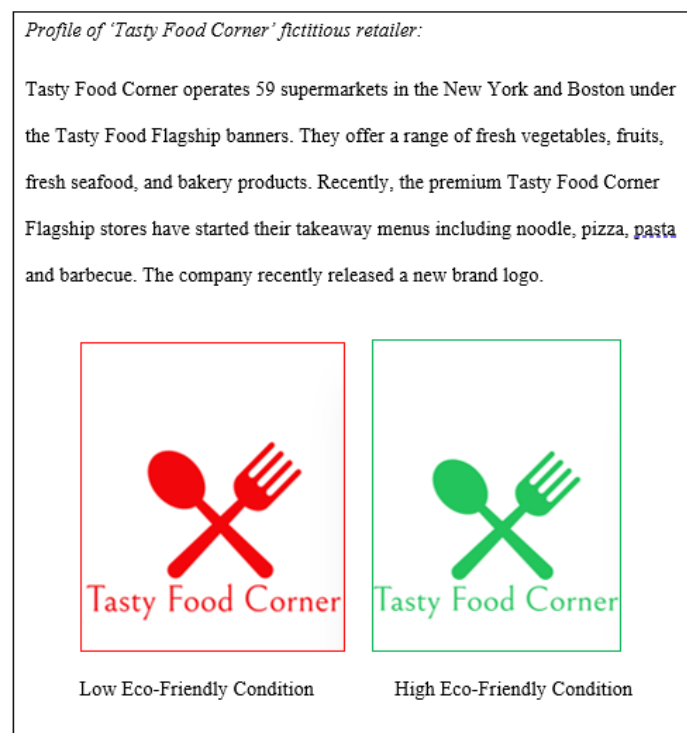 Profile of ‘Tasty Food Corner’ fictitious retailer:
Tasty Food Corner operates 59 supermarkets in the New York and Boston under
the Tasty Food Flagship banners. They offer a range of fresh vegetables, fruits,
fresh seafood, and bakery products. Recently, the premium Tasty Food Corner
Flagship stores have started their takeaway menus including noodle, pizza, pasta
and barbecue. The company recently released a new brand logo.
Tasty Food Corner
Tasty Food Corner
Low Eco-Friendly Condition
High Eco-Friendly Condition